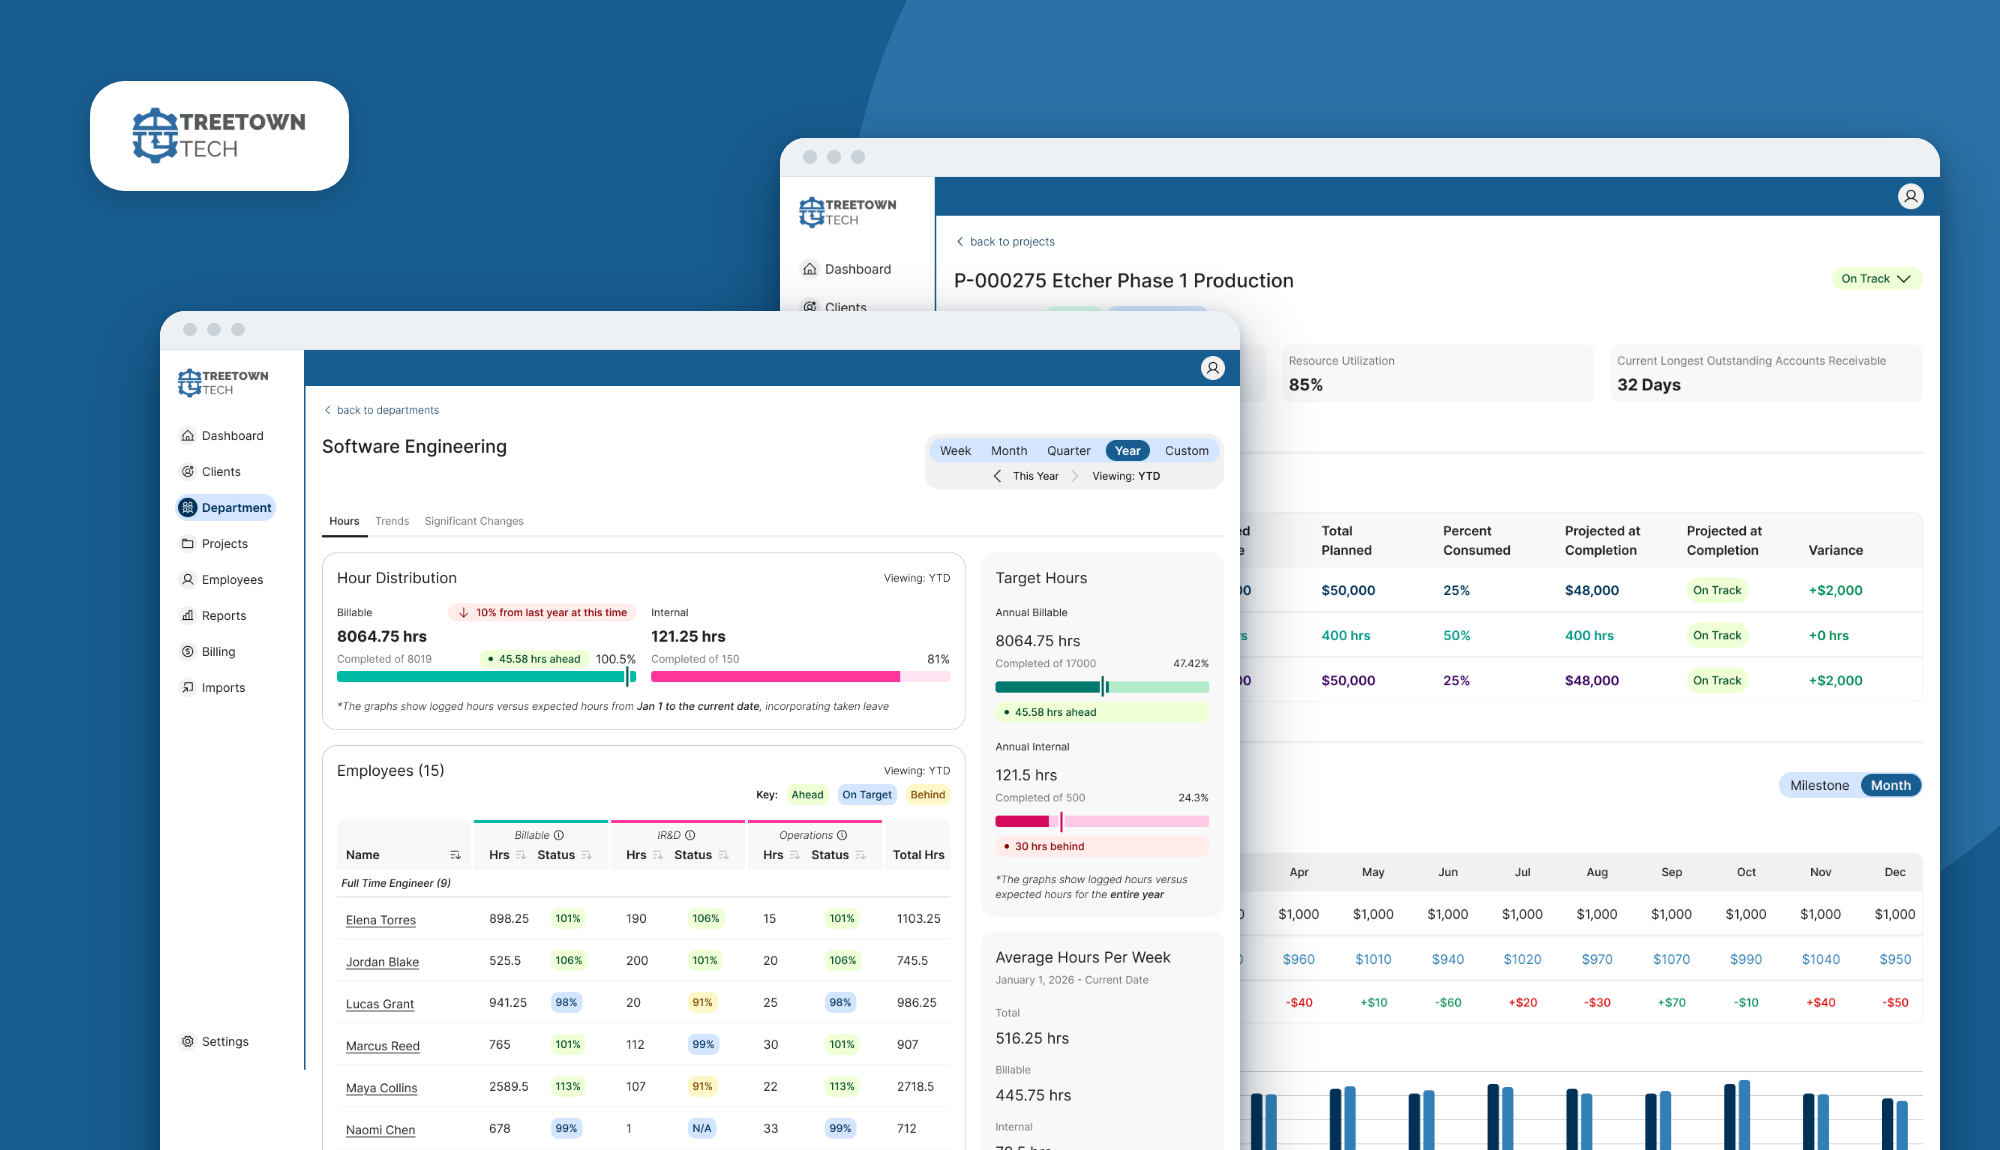 TREETOWN
TECH
TREETOWN
TECH
Dashboard
Clients
back to projects
P-000275 Etcher Phase 1 Production
On Track
Resource Utilization
85%
Current Longest Outstanding Accounts Receivable
32 Days
Total Planned
Percent Consumed
Projected at Completion
Projected at Completion
Variance
$50,000 25% $48,000 On Track +$2,000
400 hrs 50% 400 hrs On Track +0 hrs
$50,000 25% $48,000 On Track +$2,000
Milestone Month
Apr May Jun Jul Aug Sep Oct Nov Dec
$1,000 $1,000 $1,000 $1,000 $1,000 $1,000 $1,000 $1,000 $1,000
$960 $1010 $940 $1020 $970 $1070 $990 $1040 $950
-$40 +$10 -$60 +$20 -$30 +$70 -$10 +$40 -$50
TREETOWN
TECH
Dashboard
Clients
Department
Projects
Employees
Reports
Billing
Imports
Settings
back to departments
Software Engineering
Week Month Quarter Year Custom
This Year Viewing: YTD
Hours Trends Significant Changes
Hour Distribution
Viewing: YTD
Billable
10% from last year at this time
8064.75 hrs
Completed of 8019
45.58 hrs ahead
100.5%
Internal
121.25 hrs
Completed of 150
81%
*The graphs show logged hours versus expected hours from Jan 1 to the current date, incorporating taken leave
Employees (15)
Viewing: YTD
Key: Ahead On Target Behind
Billable IR&D Operations
Name Hrs Status Hrs Status Hrs Status Total Hrs
Full Time Engineer (9)
Elena Torres 898.25 101% 190 106% 15 101% 1103.25
Jordan Blake 525.5 106% 200 101% 20 106% 745.5
Lucas Grant 941.25 98% 20 91% 25 98% 986.25
Marcus Reed 765 101% 112 99% 30 101% 907
Maya Collins 2589.5 113% 107 91% 22 113% 2718.5
Naomi Chen 678 99% 1 N/A 33 99% 712
Target Hours
Annual Billable
8064.75 hrs
Completed of 17000
47.42%
45.58 hrs ahead
Annual Internal
121.5 hrs
Completed of 500
24.3%
30 hrs behind
*The graphs show logged hours versus
expected hours for the entire year
Average Hours Per Week
January 1, 2026 - Current Date
Total
516.25 hrs
Billable
445.75 hrs
Internal